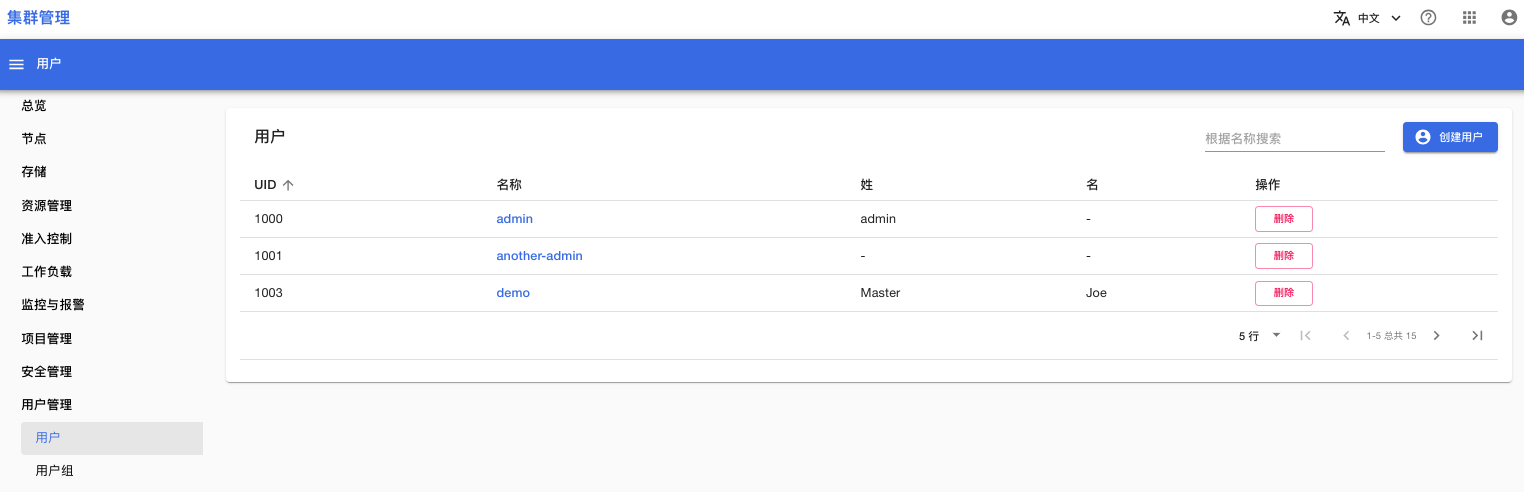 集群管理
中文
用户
总览
节点
存储
资源管理
准入控制
工作负载
监控与报警
项目管理
安全管理
用户管理
用户
用户组
用户
根据名称搜索
创建用户
UID 名称 姓 名 操作
1000 admin admin - 删除
1001 another-admin - - 删除
1003 demo Master Joe 删除
5 行 1-5 总共 15